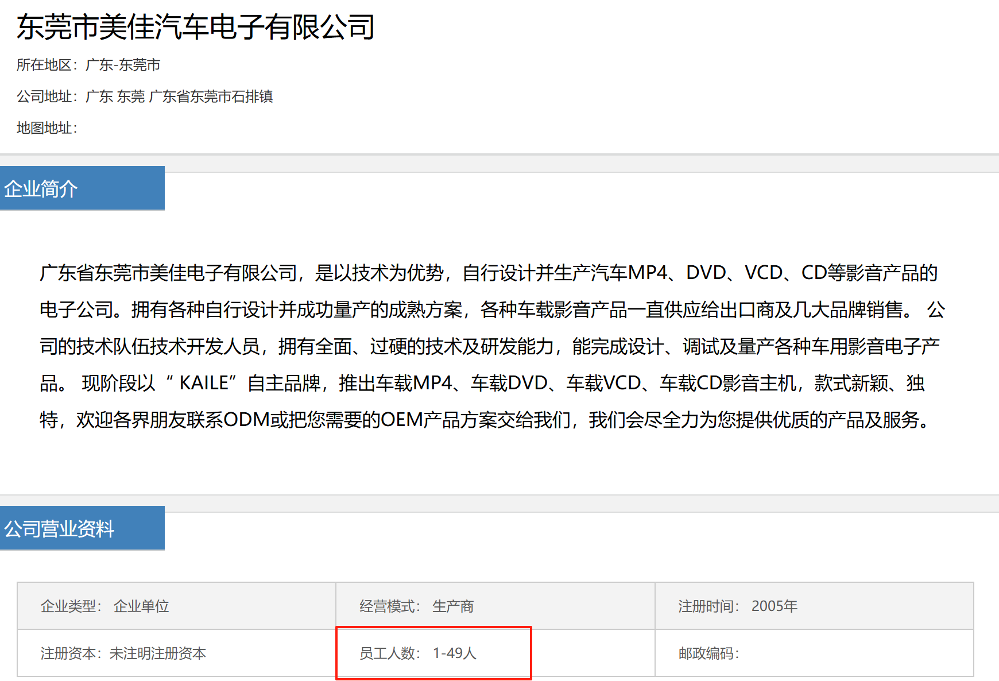 东莞市美佳汽车电子有限公司
所在地区：广东-东莞市
公司地址：广东 东莞 广东省东莞市石排镇
地图地址：
企业简介
广东省东莞市美佳电子有限公司，是以技术为优势，自行设计并生产汽车MP4、DVD、VCD、CD等影音产品的
电子公司。拥有各种自行设计并成功量产的成熟方案，各种车载影音产品一直供应给出口商及几大品牌销售。 公
司的技术队伍技术开发人员，拥有全面、过硬的技术及研发能力，能完成设计、调试及量产各种车用影音电子产
品。 现阶段以“ KAILE”自主品牌，推出车载MP4、车载DVD、车载VCD、车载CD影音主机，款式新颖、独
特，欢迎各界朋友联系ODM或把您需要的OEM产品方案交给我们，我们会尽全力为您提供优质的产品及服务。
公司营业资料
企业类型： 企业单位 经营模式： 生产商 注册时间： 2005年
注册资本：未注明注册资本 员工人数： 1-49人 邮政编码：